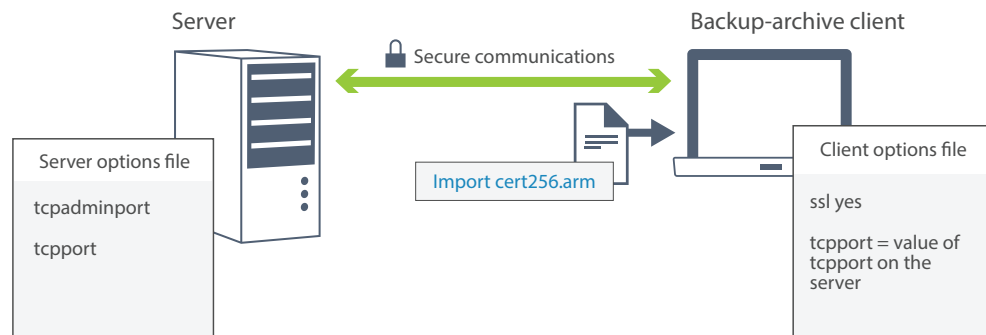 Server
Backup-archive client
Secure communications
Server options file
tcpadminport
tcpport
Import cert256.arm
Client options file
ssl yes
tcpport = value of
tcpport on the
server